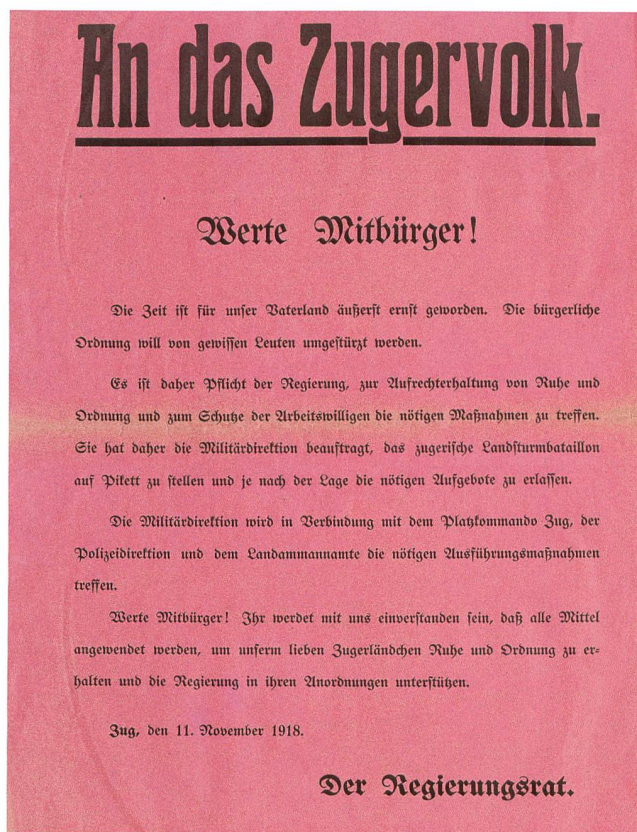 An das Zugervolk.
Werte Mitbürger!
Die Zeit ist für unser Vaterland äußerst ernst geworden. Die bürgerliche
Ordnung will von gewissen Leuten umgestürzt werden.
Es ist daher Pflicht der Regierung, zur Aufrechterhaltung von Ruhe und
Ordnung und zum Schutze der Arbeitswilligen die nötigen Maßnahmen zu treffen.
Sie hat daher die Militärdirektion beauftragt, das zugerische Landsturmbataillon
auf Pikett zu stellen und je nach der Lage die nötigen Aufgebote zu erlassen.
Die Militärdirektion wird in Verbindung mit dem Platzkommando Zug, der
Polizeidirektion und dem Landammannamte die nötigen Ausführungsmaßnahmen
treffen.
Werte Mitbürger! Ihr werdet mit uns einverstanden sein, daß alle Mittel
angewendet werden, um unserm lieben Zugerländchen Ruhe und Ordnung zu er-
halten und die Regierung in ihren Anordnungen unterstützen.
Zug, den 11. November 1918.
Der Regierungsrat.